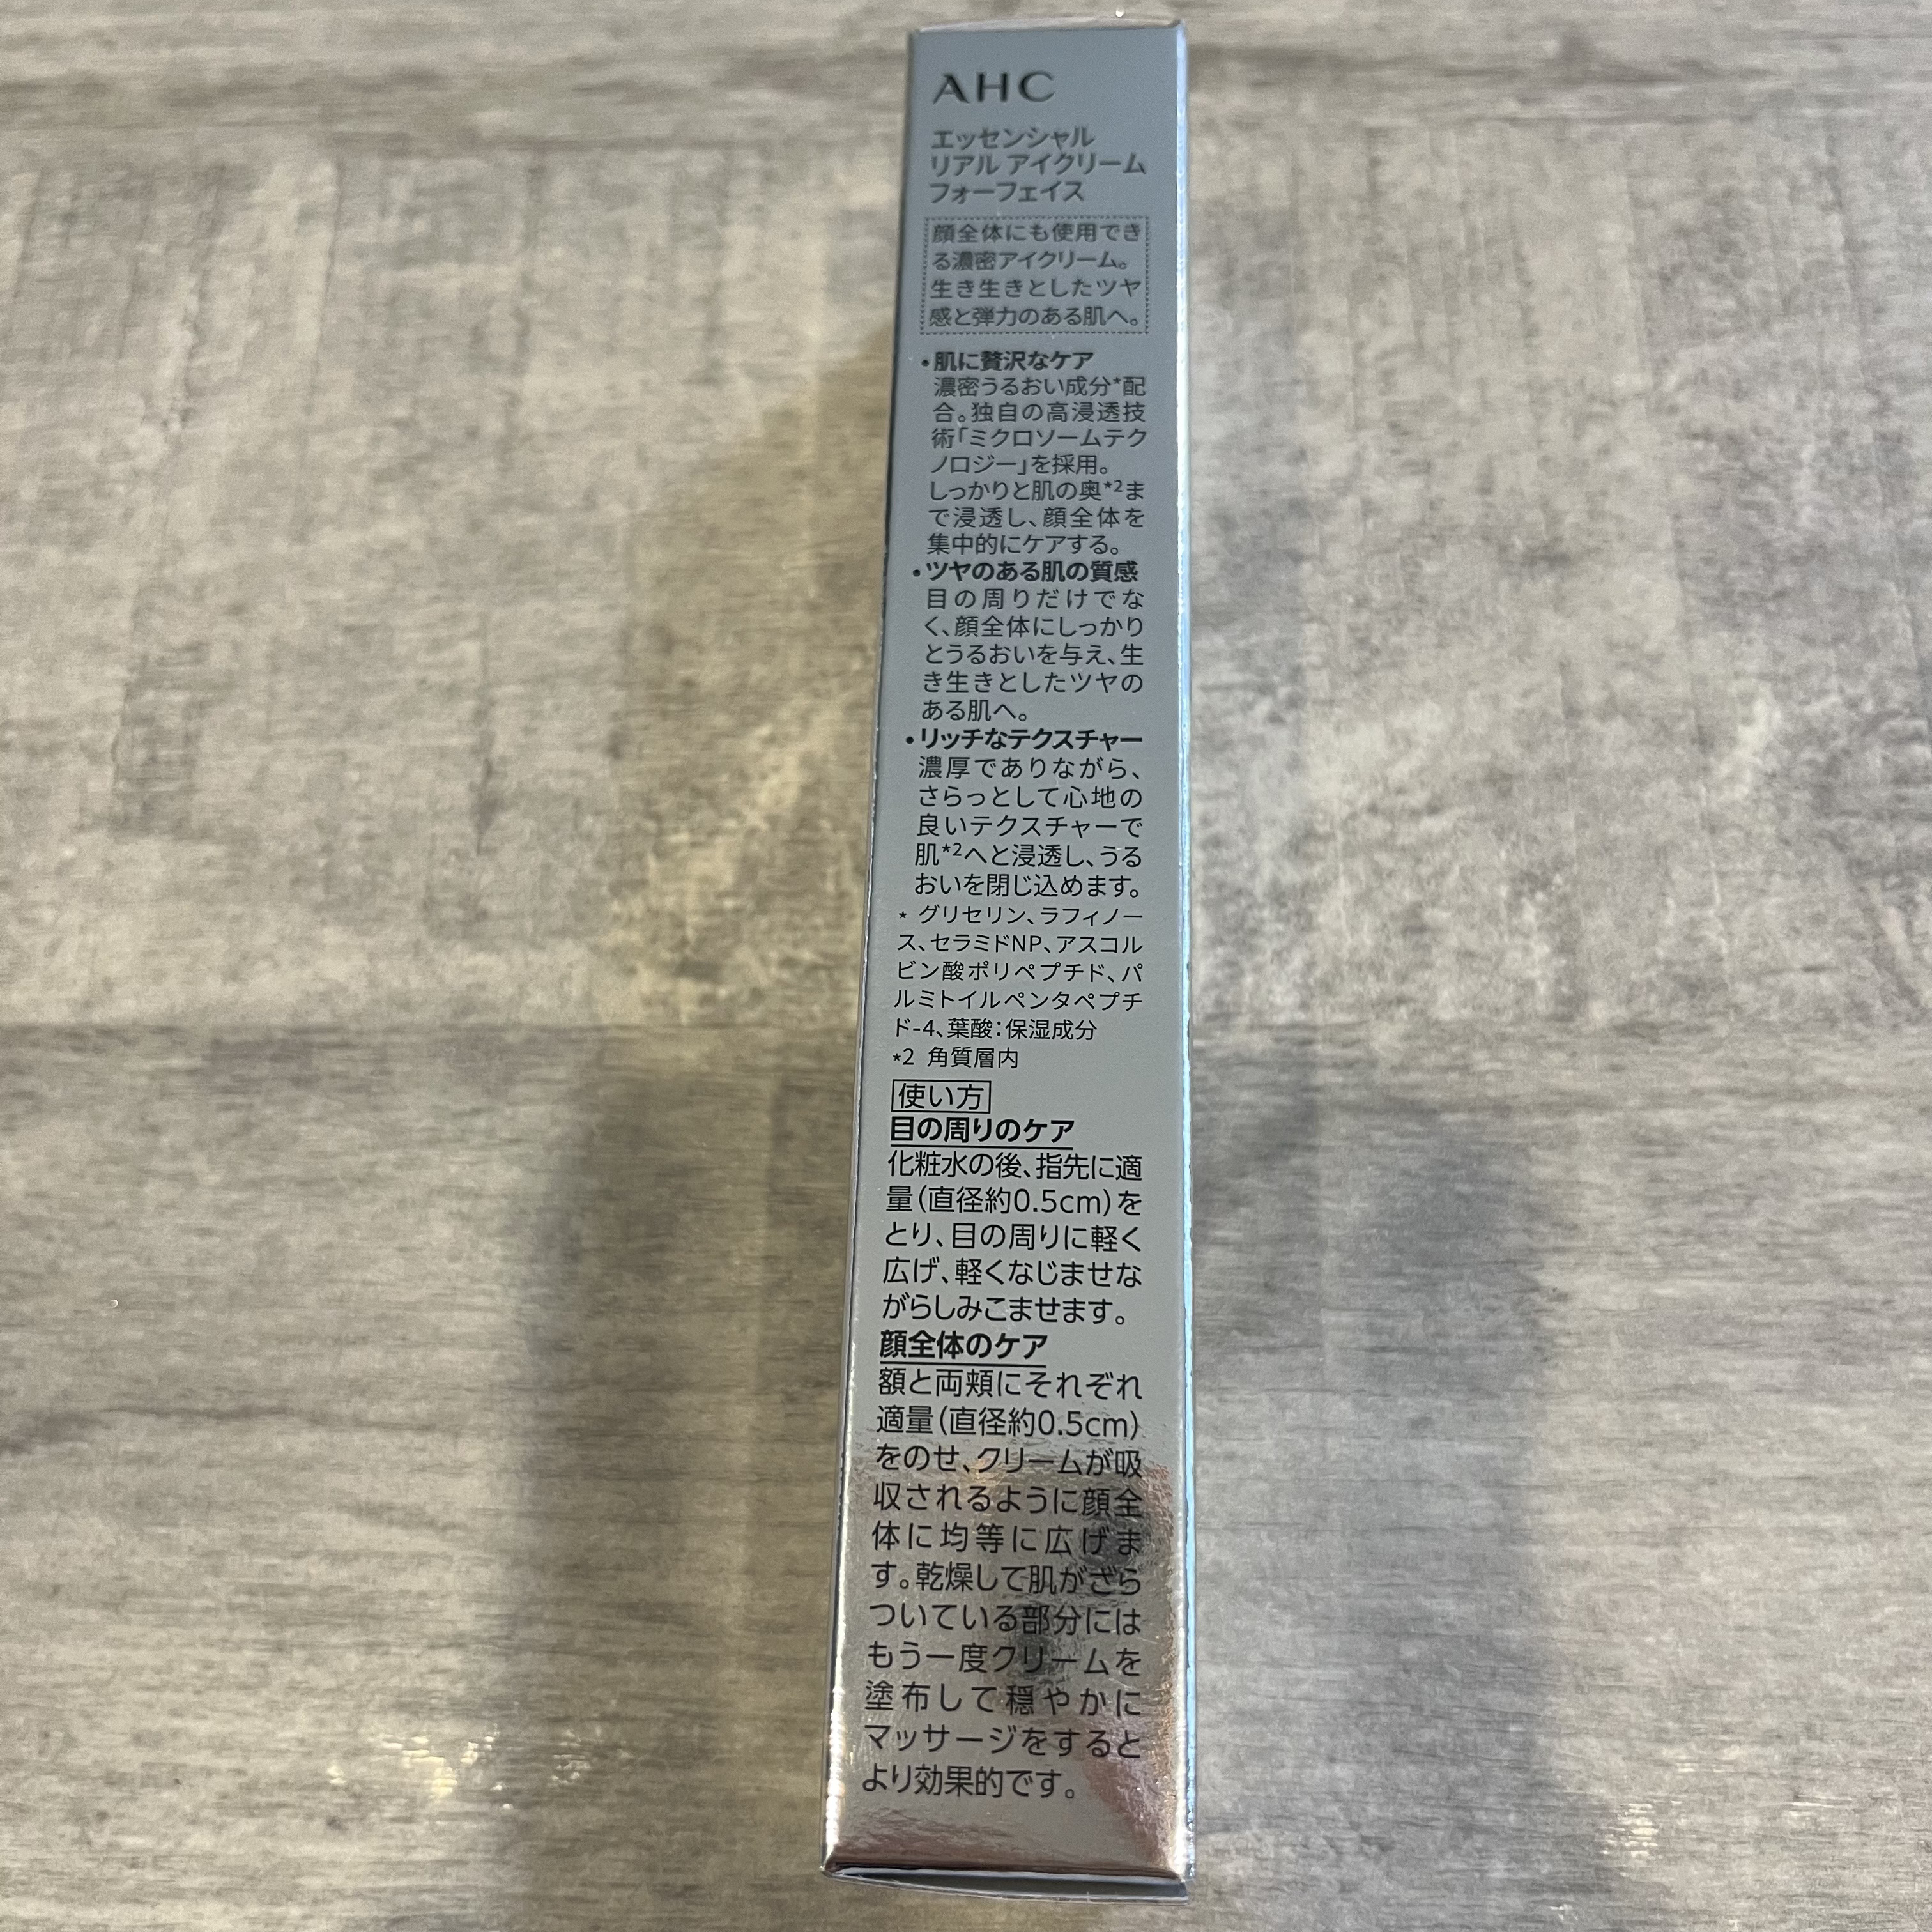 AHC
エッセンシャル
リアル アイクリーム
フォーフェイス
顔全体にも使用でき
る濃密アイクリーム。
生き生きとしたツヤ
感と弾力のある肌へ。
•肌に贅沢なケア
濃密うるおい成分*配
合。独自の高浸透技
術「ミクロソームテク
ノロジー」を採用。
しっかりと肌の奥*2ま
で浸透し、顔全体を
集中的にケアする。
•ツヤのある肌の質感
目の周りだけでな
く、顔全体にしっかり
とうるおいを与え、生
き生きとしたツヤの
ある肌へ。
•リッチなテクスチャー
濃厚でありながら、
さらっとして心地の
良いテクスチャーで
肌*2へと浸透し、うる
おいを閉じ込めます。
* グリセリン、ラフィノー
ス、セラミドNP、アスコル
ビン酸ポリペプチド、パ
ルミトイルペンタペプチ
ド-4、葉酸：保湿成分
*2 角質層内
使い方
目の周りのケア
化粧水の後、指先に適
量(直径約0.5cm)を
とり、目の周りに軽く
広げ、軽くなじませな
がらしみこませます。
顔全体のケア
額と両頬にそれぞれ
適量(直径約0.5cm)
をのせ、クリームが吸
収されるように顔全
体に均等に広げま
す。乾燥して肌がざら
ついている部分には
もう一度クリームを
塗布して穏やかに
マッサージをすると
より効果的です。